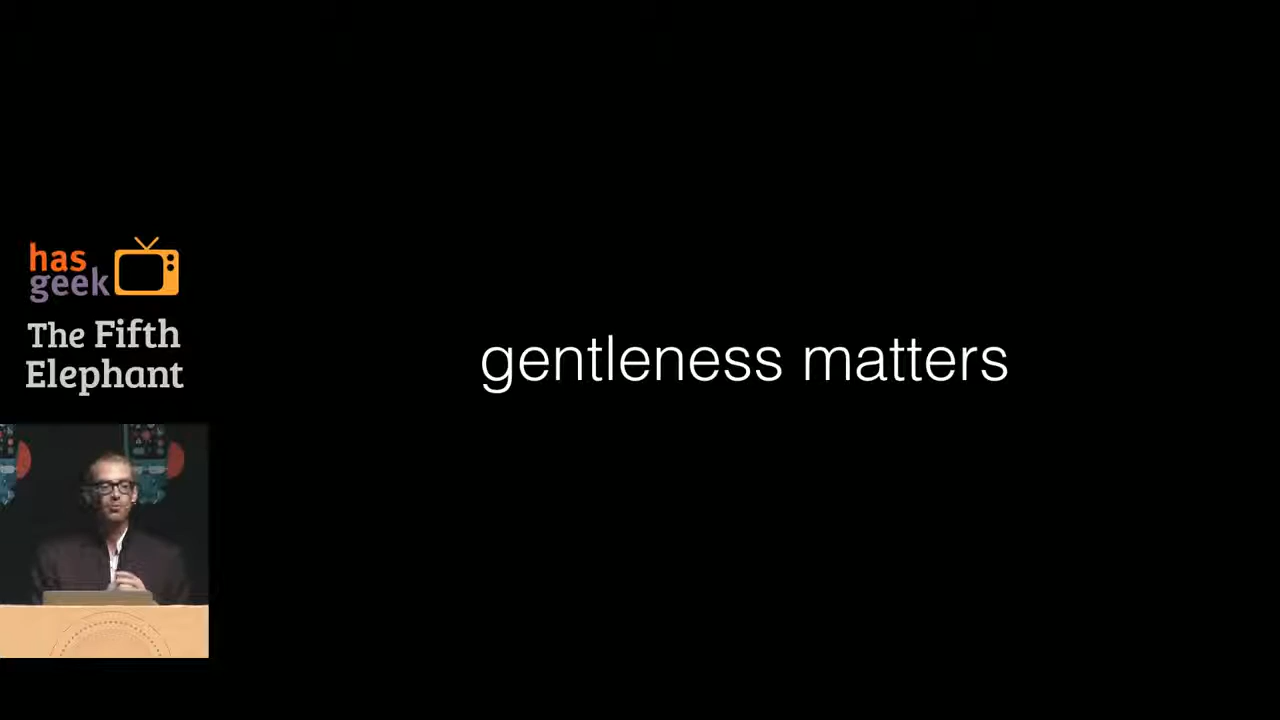 has
geek
The Fifth
Elephant
gentleness matters